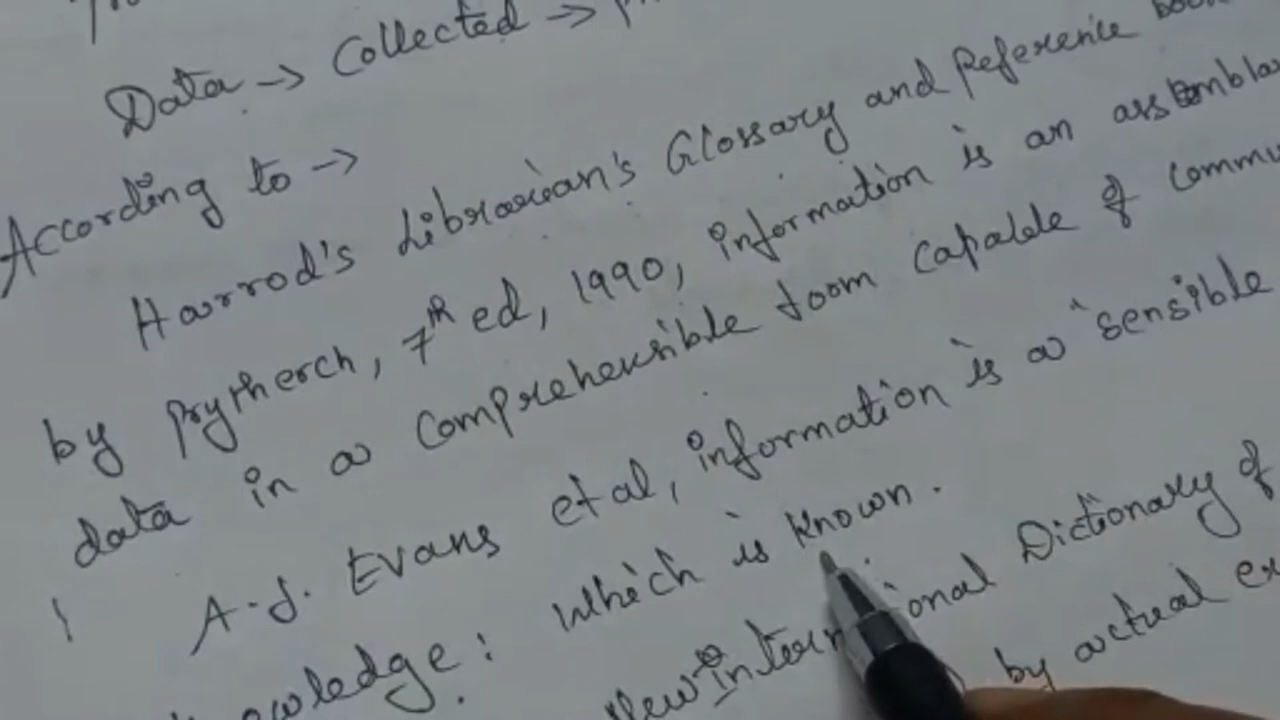 Data → Collected →
According to →
Harrod's Librarian's Glossary and Reference
by Prytherch, 7th ed, 1990, information is an
data in a comprehensible form capable of
A.J. Evans et al, information is a "sensible
Knowledge: Which is known.
New International Dictionary of
by actual